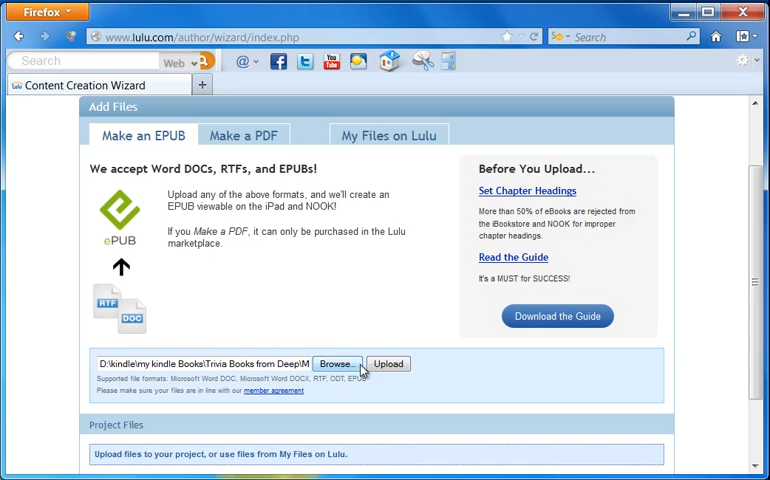 Firefox
www.lulu.com/author/wizard/index.php
Search
Search
Web
Content Creation Wizard
Add Files
Make an EPUB
Make a PDF
My Files on Lulu
We accept Word DOCs, RTFs, and EPUBs!
Upload any of the above formats, and we'll create an
EPUB viewable on the iPad and NOOK!
If you Make a PDF, it can only be purchased in the Lulu
marketplace.
ePUB
RTF
DOC
Before You Upload...
Set Chapter Headings
More than 50% of eBooks are rejected from
the iBookstore and NOOK for improper
chapter headings.
Read the Guide
It's a MUST for SUCCESS!
Download the Guide
D:\kindle\my kindle Books\Trivia Books from Deep\M
Browse...
Upload
Supported file formats: Microsoft Word DOC, Microsoft Word DOCX, RTF, ODT, EPUB
Please make sure your files are in line with our member agreement
Project Files
Upload files to your project, or use files from My Files on Lulu.